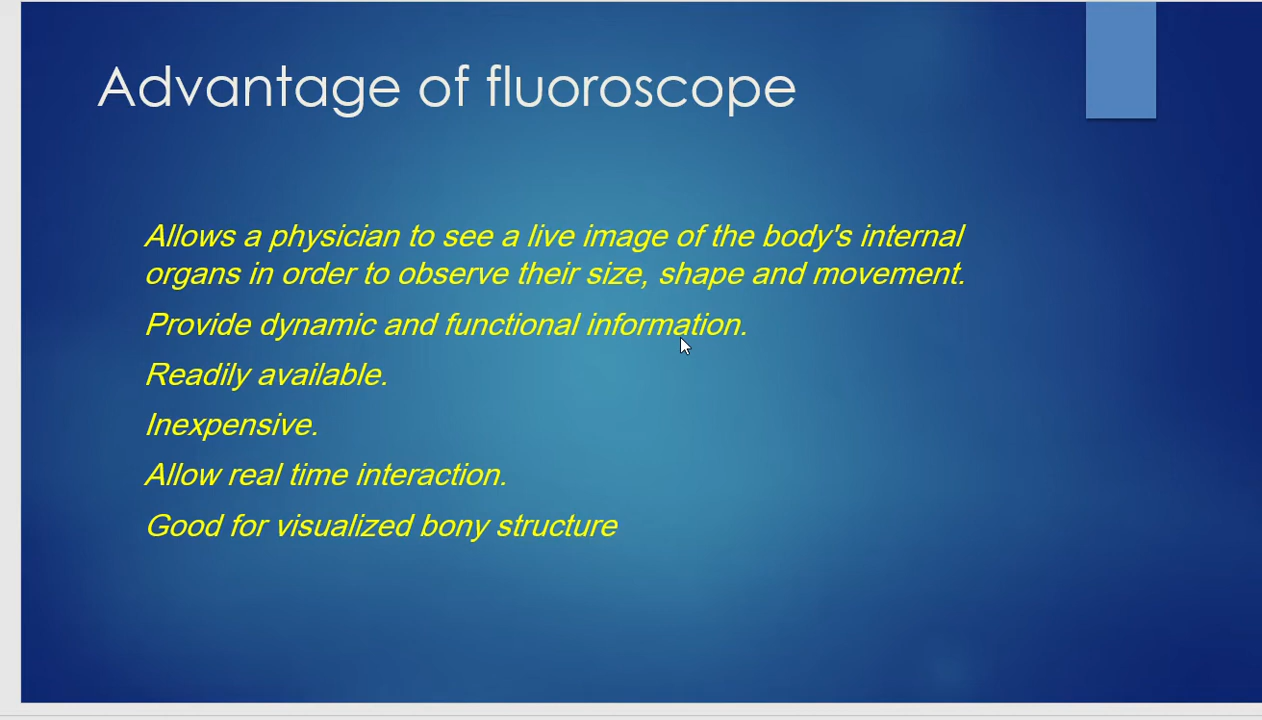 Advantage of fluoroscope
Allows a physician to see a live image of the body's internal
organs in order to observe their size, shape and movement.
Provide dynamic and functional information.
Readily available.
Inexpensive.
Allow real time interaction.
Good for visualized bony structure